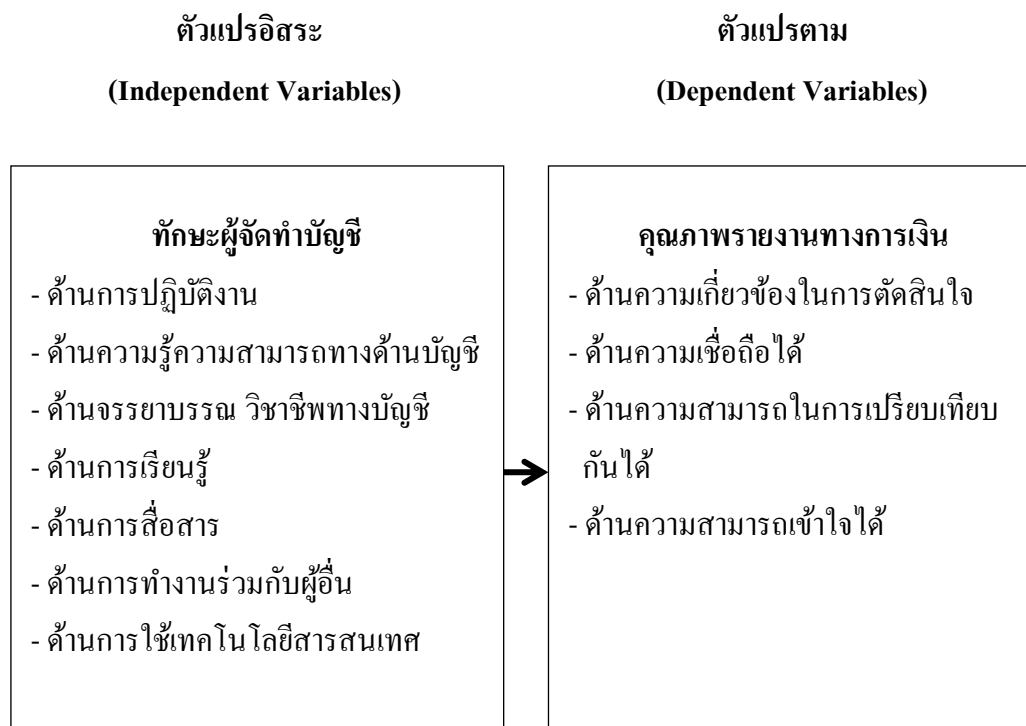 ตัวแปรอิสระ
(Independent Variables)
ทักษะผู้จัดทำบัญชี
- ด้านการปฏิบัติงาน
- ด้านความรู้ความสามารถทางด้านบัญชี
- ด้านจรรยาบรรณ วิชาชีพทางบัญชี
- ด้านการเรียนรู้
- ด้านการสื่อสาร
- ด้านการทำงานร่วมกับผู้อื่น
- ด้านการใช้เทคโนโลยีสารสนเทศ
ตัวแปรตาม
(Dependent Variables)
คุณภาพรายงานทางการเงิน
- ด้านความเกี่ยวข้องในการตัดสินใจ
- ด้านความเชื่อถือได้
- ด้านความสามารถในการเปรียบเทียบ
กันได้
- ด้านความสามารถเข้าใจได้